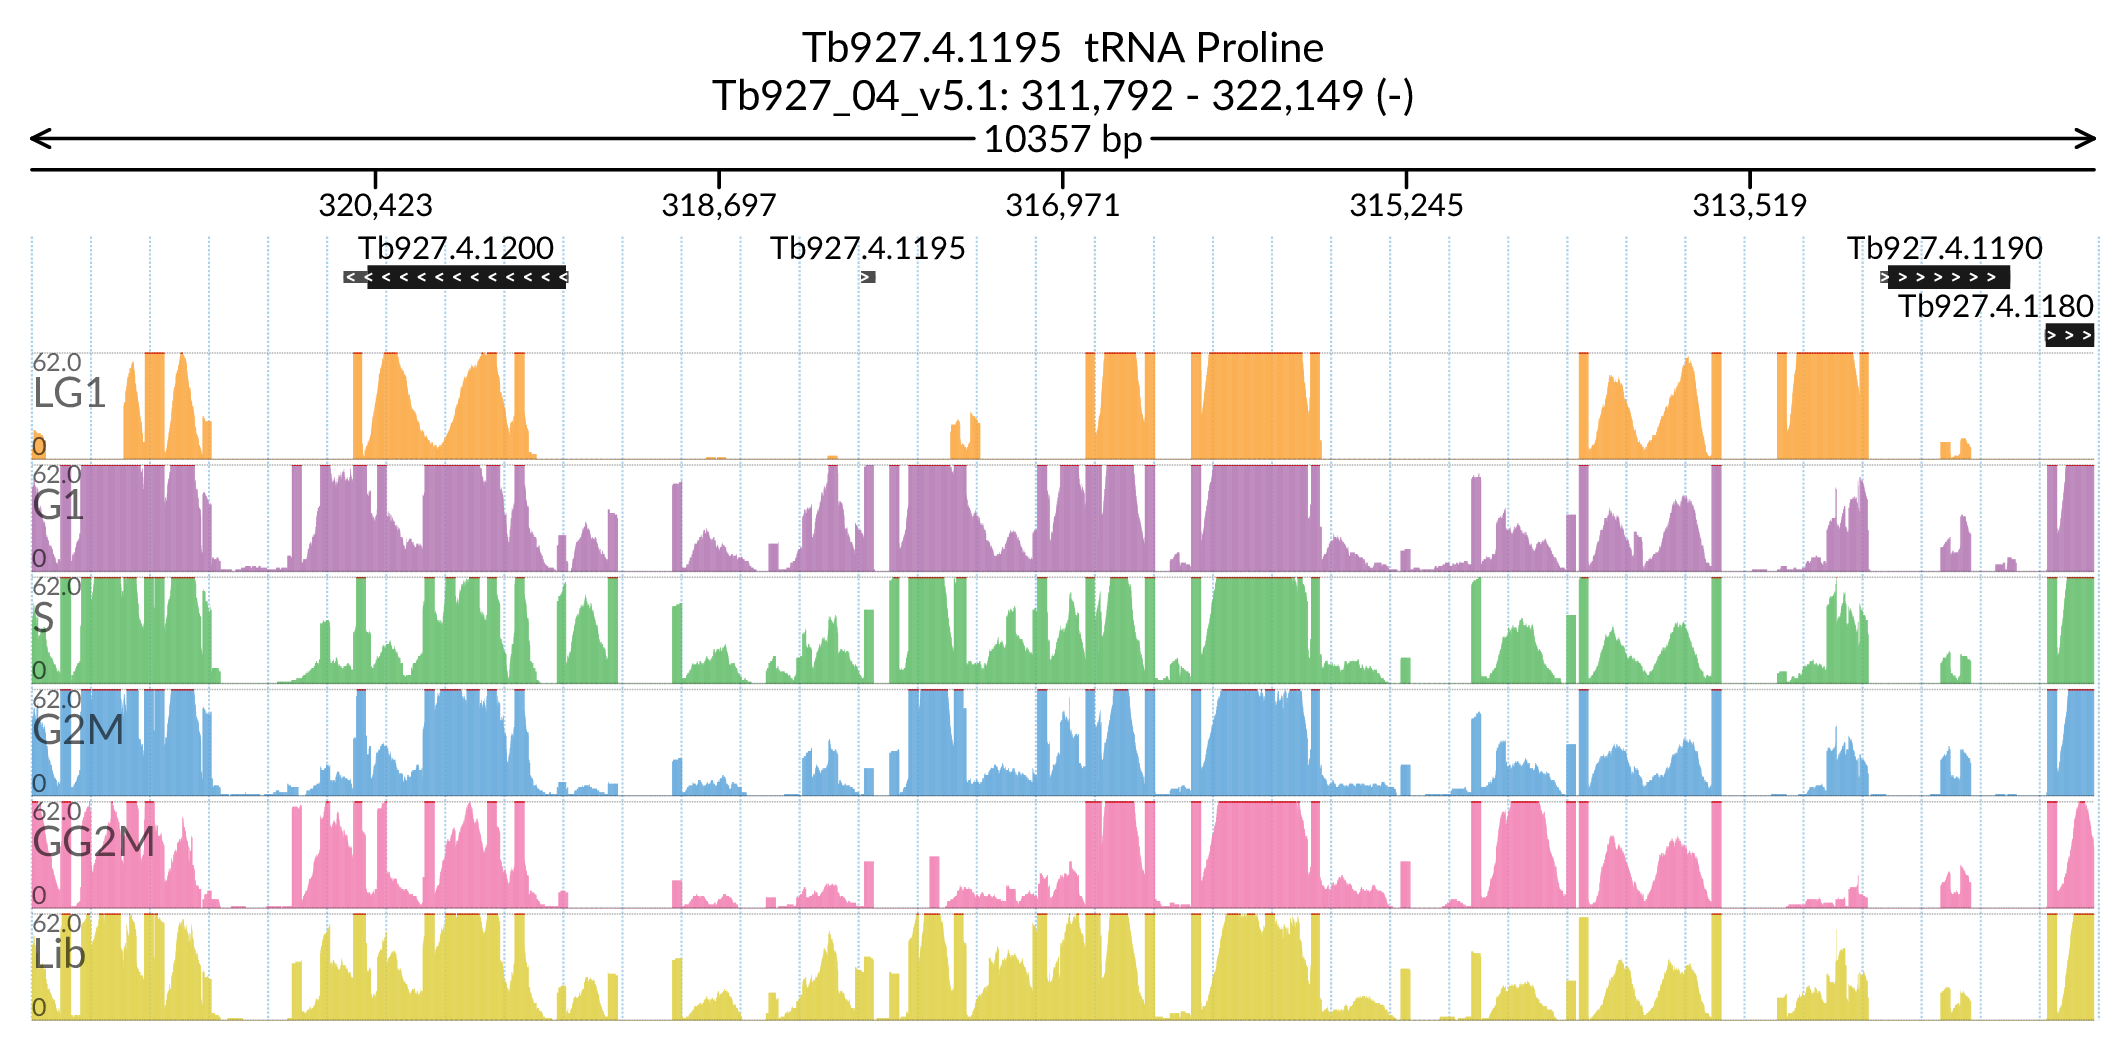 Tb927.4.1195  tRNA Proline
Tb927_04_v5.1: 311,792 - 322,149 (-)
10357 bp
320,423 318,697 316,971 315,245 313,519
Tb927.4.1200 Tb927.4.1195 Tb927.4.1190
Tb927.4.1180
62.0
LG1
0
62.0
G1
0
62.0
S
0
62.0
G2M
0
62.0
GG2M
0
62.0
Lib
0